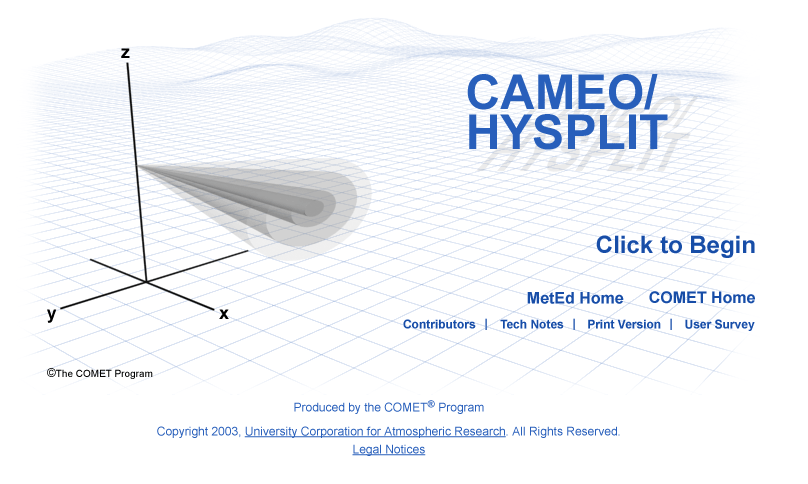 z
CAMEO/
HYSPLIT
Click to Begin
MetEd Home COMET Home
y
x
Contributors | Tech Notes | Print Version | User Survey
©The COMET Program
Produced by the COMET® Program
Copyright 2003, University Corporation for Atmospheric Research. All Rights Reserved.
Legal Notices